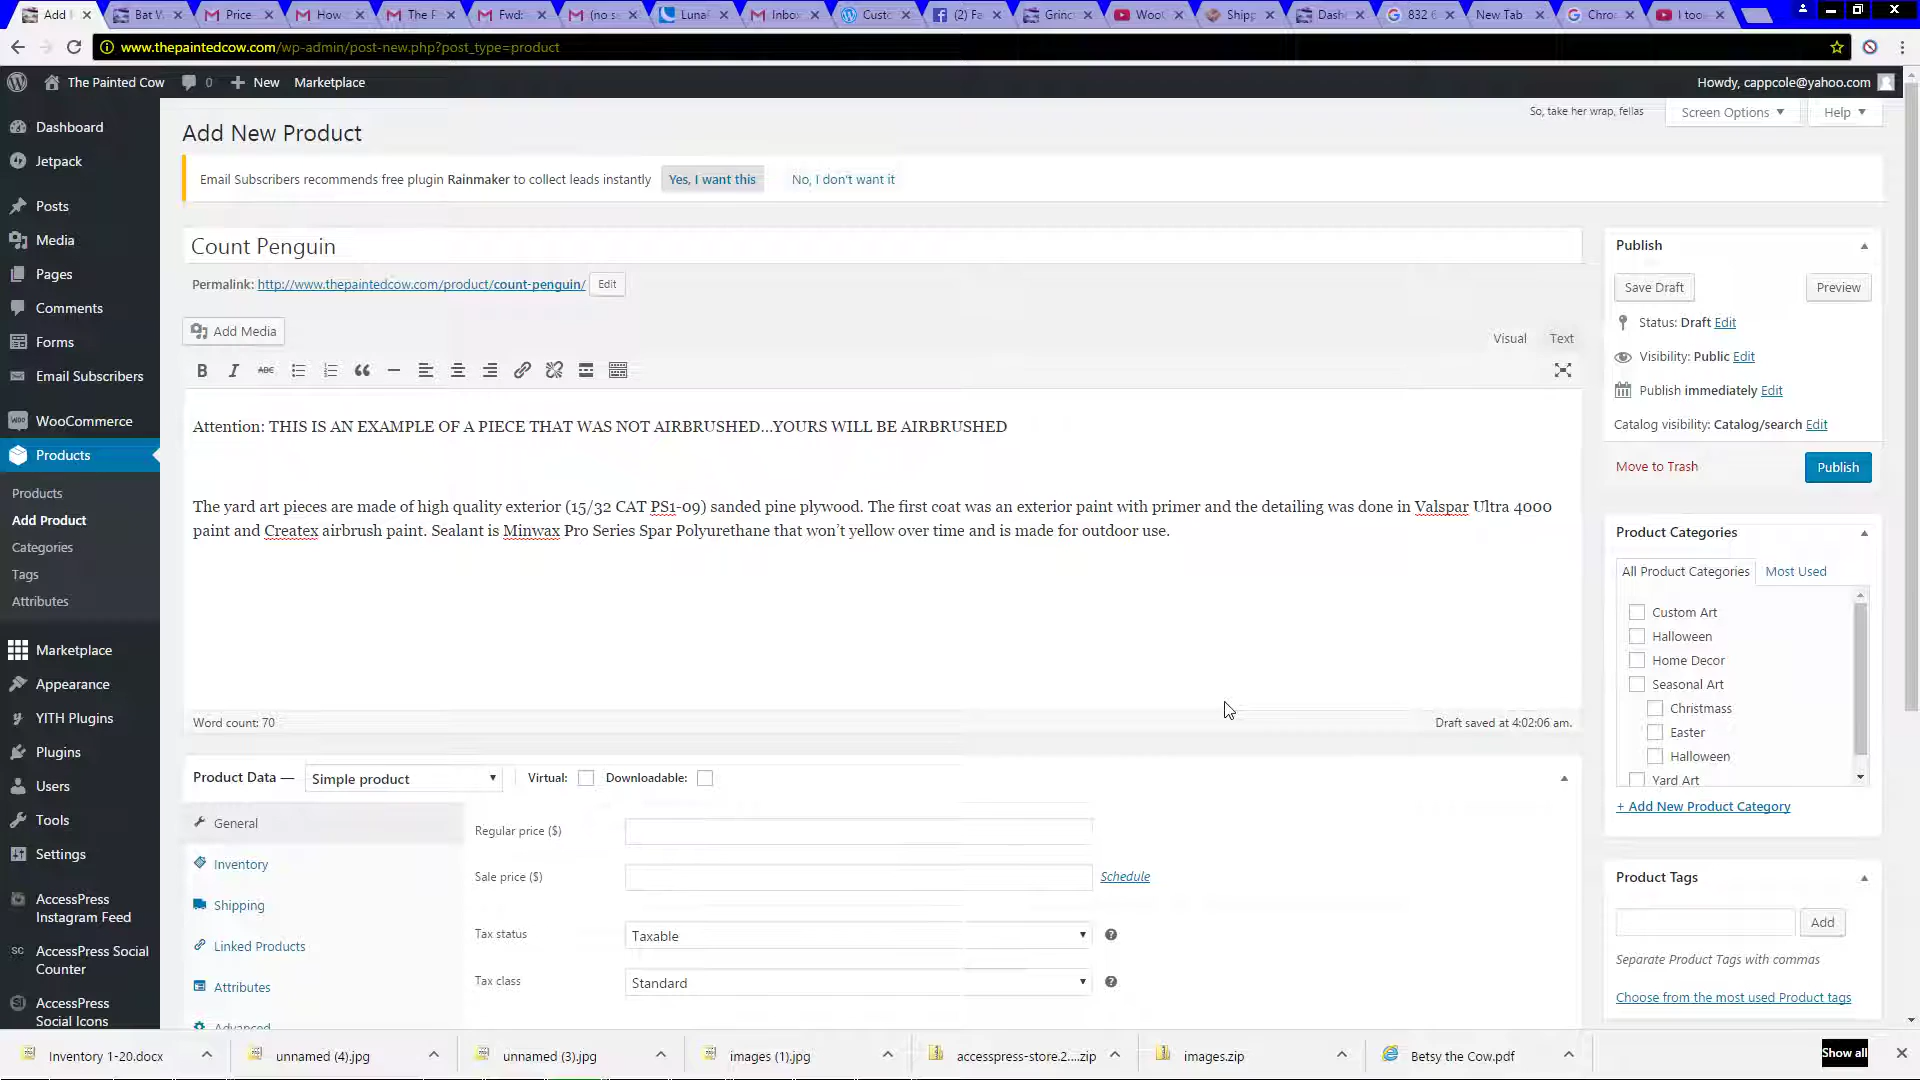 Add
Bat W
Price
How
The F
Fwd:
(no s
Luna
Inbox
Custo
(2) Fa
Grinc
Woo
Shipp
Dash
832
New Tab
Chro
I too
www.thepaintedcow.com/wp-admin/post-new.php?post_type=product
The Painted Cow
0
New
Marketplace
Howdy, cappcole@yahoo.com
So, take her wrap, fellas
Screen Options
Help
Dashboard
Jetpack
Posts
Media
Pages
Comments
Forms
Email Subscribers
WooCommerce
Products
Products
Add Product
Categories
Tags
Attributes
Marketplace
Appearance
YITH Plugins
Plugins
Users
Tools
Settings
AccessPress
Instagram Feed
SC
AccessPress Social
Counter
AccessPress
Social Icons
Add New Product
Email Subscribers recommends free plugin Rainmaker to collect leads instantly
Yes, I want this
No, I don't want it
Count Penguin
Permalink: http://www.thepaintedcow.com/product/count-penguin/
Edit
Add Media
Visual
Text
B I ABC
Attention: THIS IS AN EXAMPLE OF A PIECE THAT WAS NOT AIRBRUSHED...YOURS WILL BE AIRBRUSHED
The yard art pieces are made of high quality exterior (15/32 CAT PS1-09) sanded pine plywood. The first coat was an exterior paint with primer and the detailing was done in Valspar Ultra 4000
paint and Createx airbrush paint. Sealant is Minwax Pro Series Spar Polyurethane that won't yellow over time and is made for outdoor use.
Word count: 70
Draft saved at 4:02:06 am.
Product Data —
Simple product
Virtual:
Downloadable:
General
Inventory
Shipping
Linked Products
Attributes
Advanced
Regular price ($)
Sale price ($)
Schedule
Tax status
Taxable
Tax class
Standard
Publish
Save Draft
Preview
Status: Draft Edit
Visibility: Public Edit
Publish immediately Edit
Catalog visibility: Catalog/search Edit
Move to Trash
Publish
Product Categories
All Product Categories
Most Used
Custom Art
Halloween
Home Decor
Seasonal Art
Christmass
Easter
Halloween
Yard Art
+ Add New Product Category
Product Tags
Add
Separate Product Tags with commas
Choose from the most used Product tags
Inventory 1-20.docx
unnamed (4).jpg
unnamed (3).jpg
images (1).jpg
accesspress-store.2....zip
images.zip
Betsy the Cow.pdf
Show all